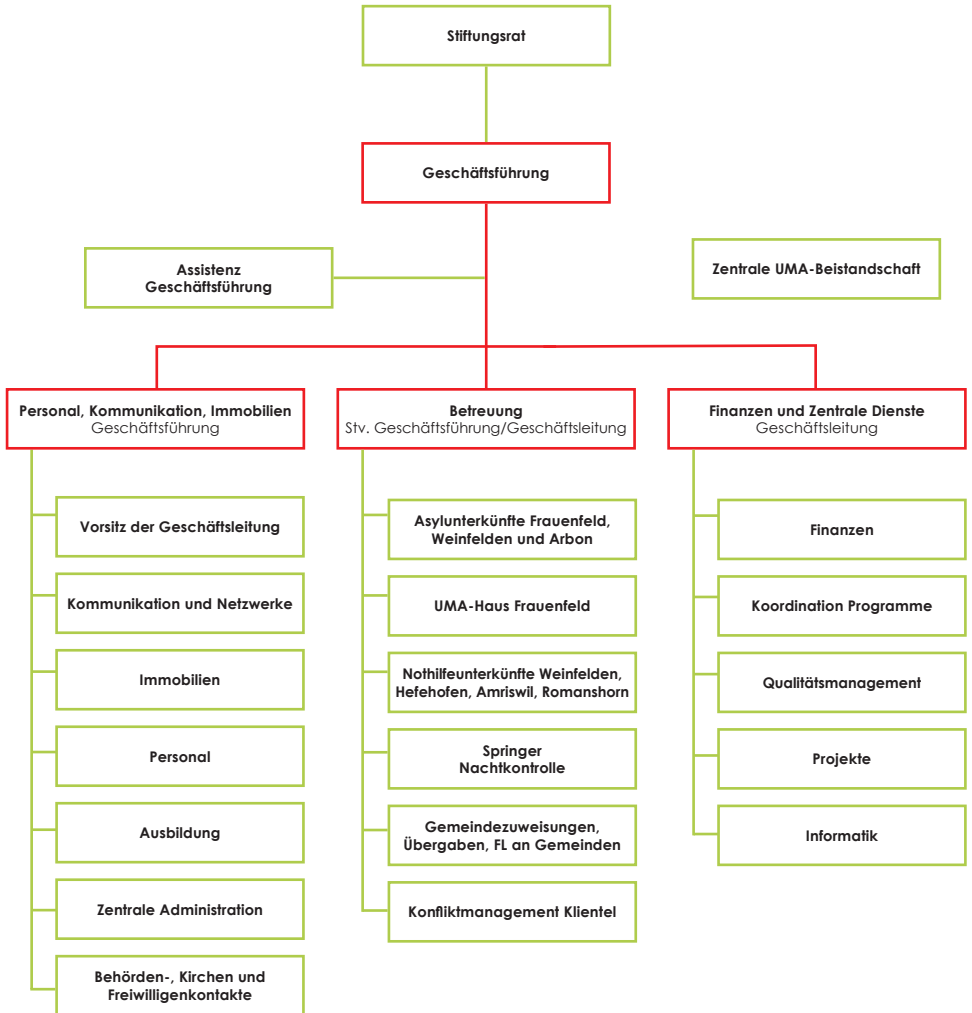 Stiftungsrat
Geschäftsführung
Assistenz
Geschäftsführung
Zentrale UMA-Beistandschaft
Personal, Kommunikation, Immobilien
Geschäftsführung
Vorsitz der Geschäftsleitung
Kommunikation und Netzwerke
Immobilien
Personal
Ausbildung
Zentrale Administration
Behörden-, Kirchen und
Freiwilligenkontakte
Betreuung
Stv. Geschäftsführung/Geschäftsleitung
Asylunterkünfte Frauenfeld,
Weinfelden und Arbon
UMA-Haus Frauenfeld
Nothilfeunterkünfte Weinfelden,
Hefehofen, Amriswil, Romanshorn
Springer
Nachtkontrolle
Gemeindezuweisungen,
Übergaben, FL an Gemeinden
Konfliktmanagement Klientel
Finanzen und Zentrale Dienste
Geschäftsleitung
Finanzen
Koordination Programme
Qualitätsmanagement
Projekte
Informatik